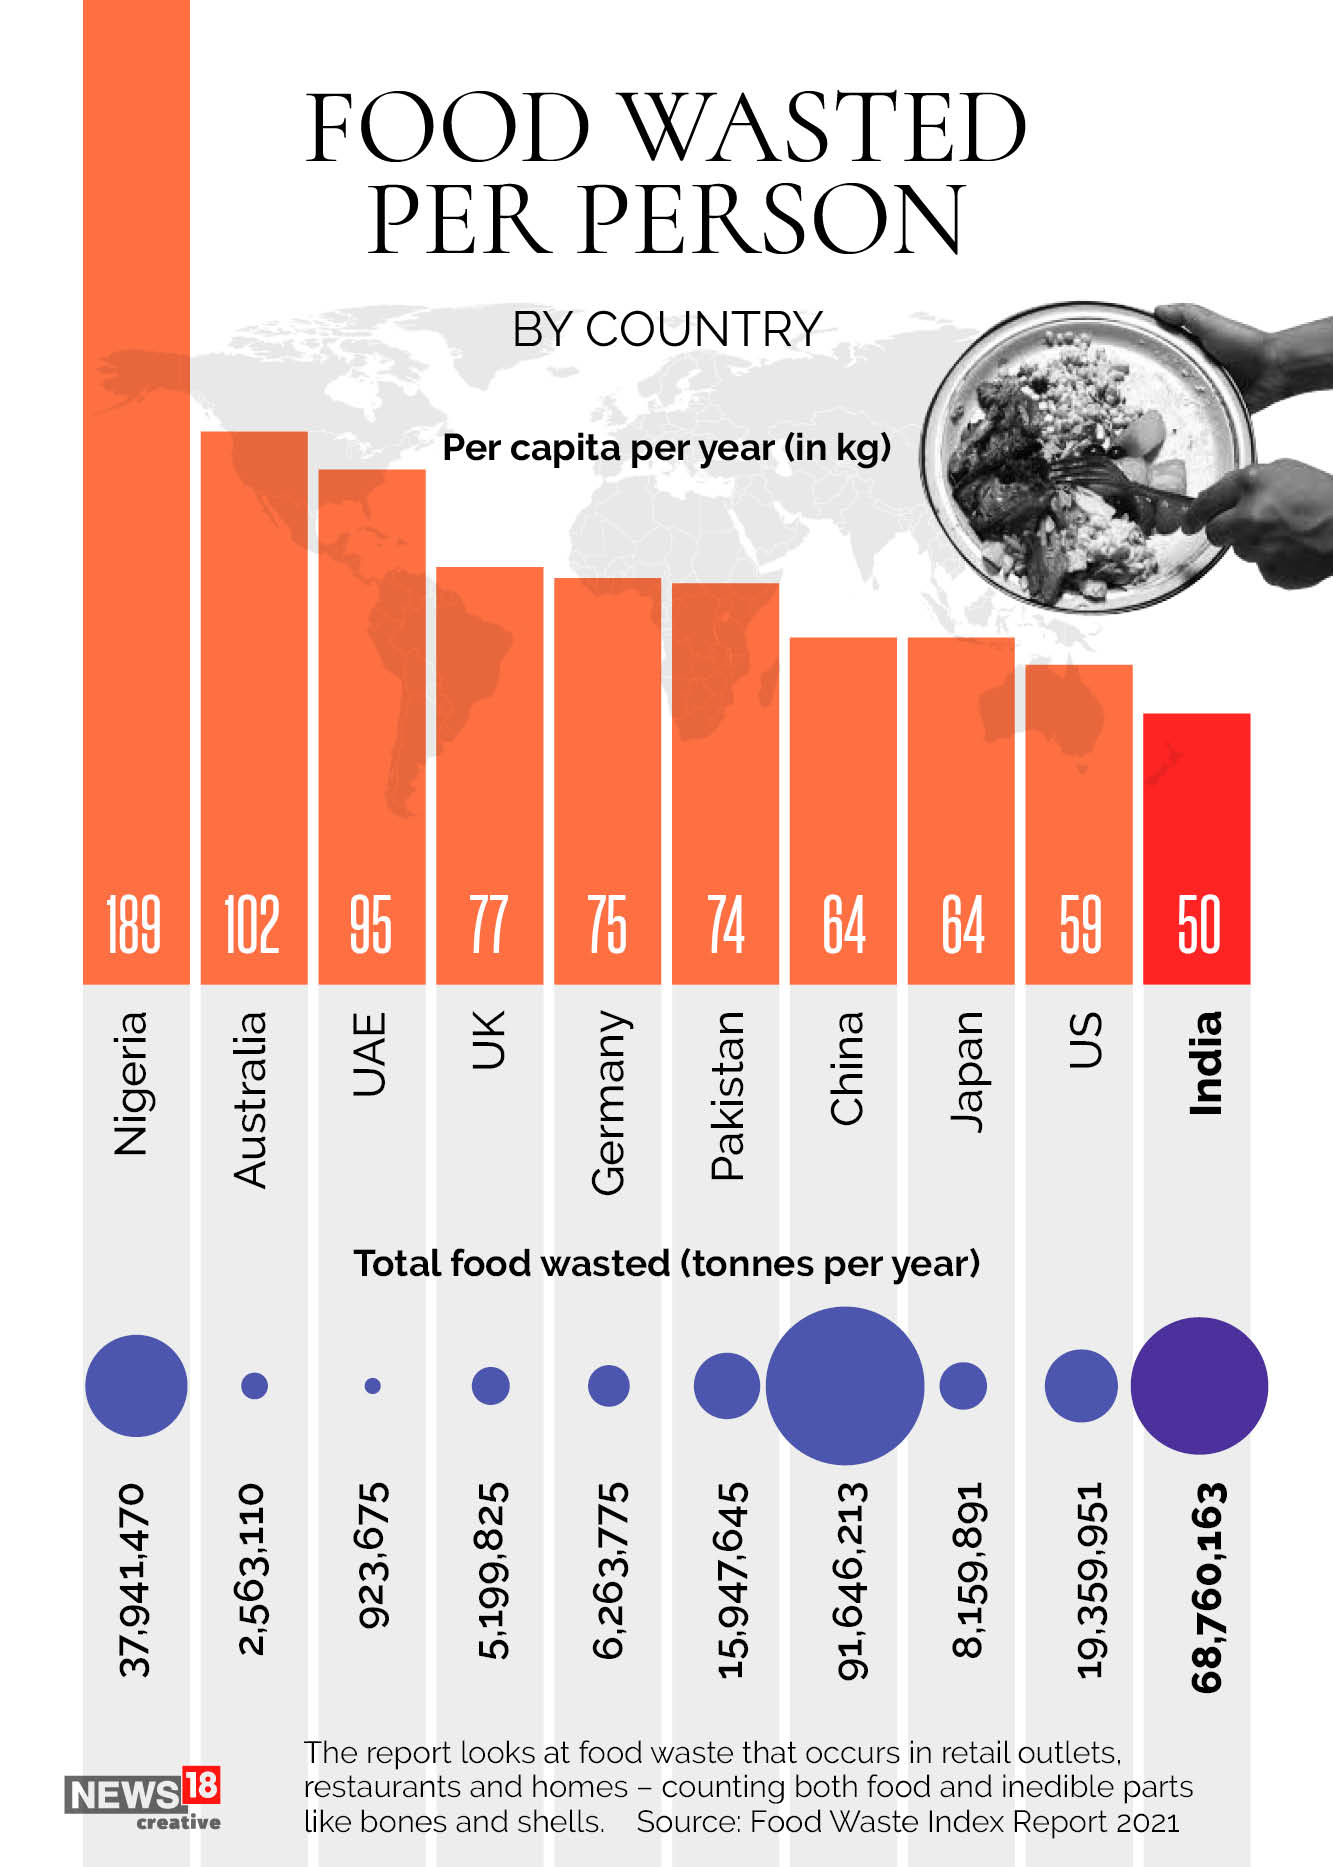 FOOD WASTED
PER PERSON
BY COUNTRY
Per capita per year (in kg)
189 102 95 77 75 74 64 64 59 50
Nigeria Australia UAE UK Germany Pakistan China Japan US India
Total food wasted (tonnes per year)
37,941,470 2,563,110 923,675 5,199,825 6,263,775 15,947,645 91,646,213 8,159,891 19,359,951 68,760,163
The report looks at food waste that occurs in retail outlets,
restaurants and homes – counting both food and inedible parts
like bones and shells. Source: Food Waste Index Report 2021
NEWS18
creative